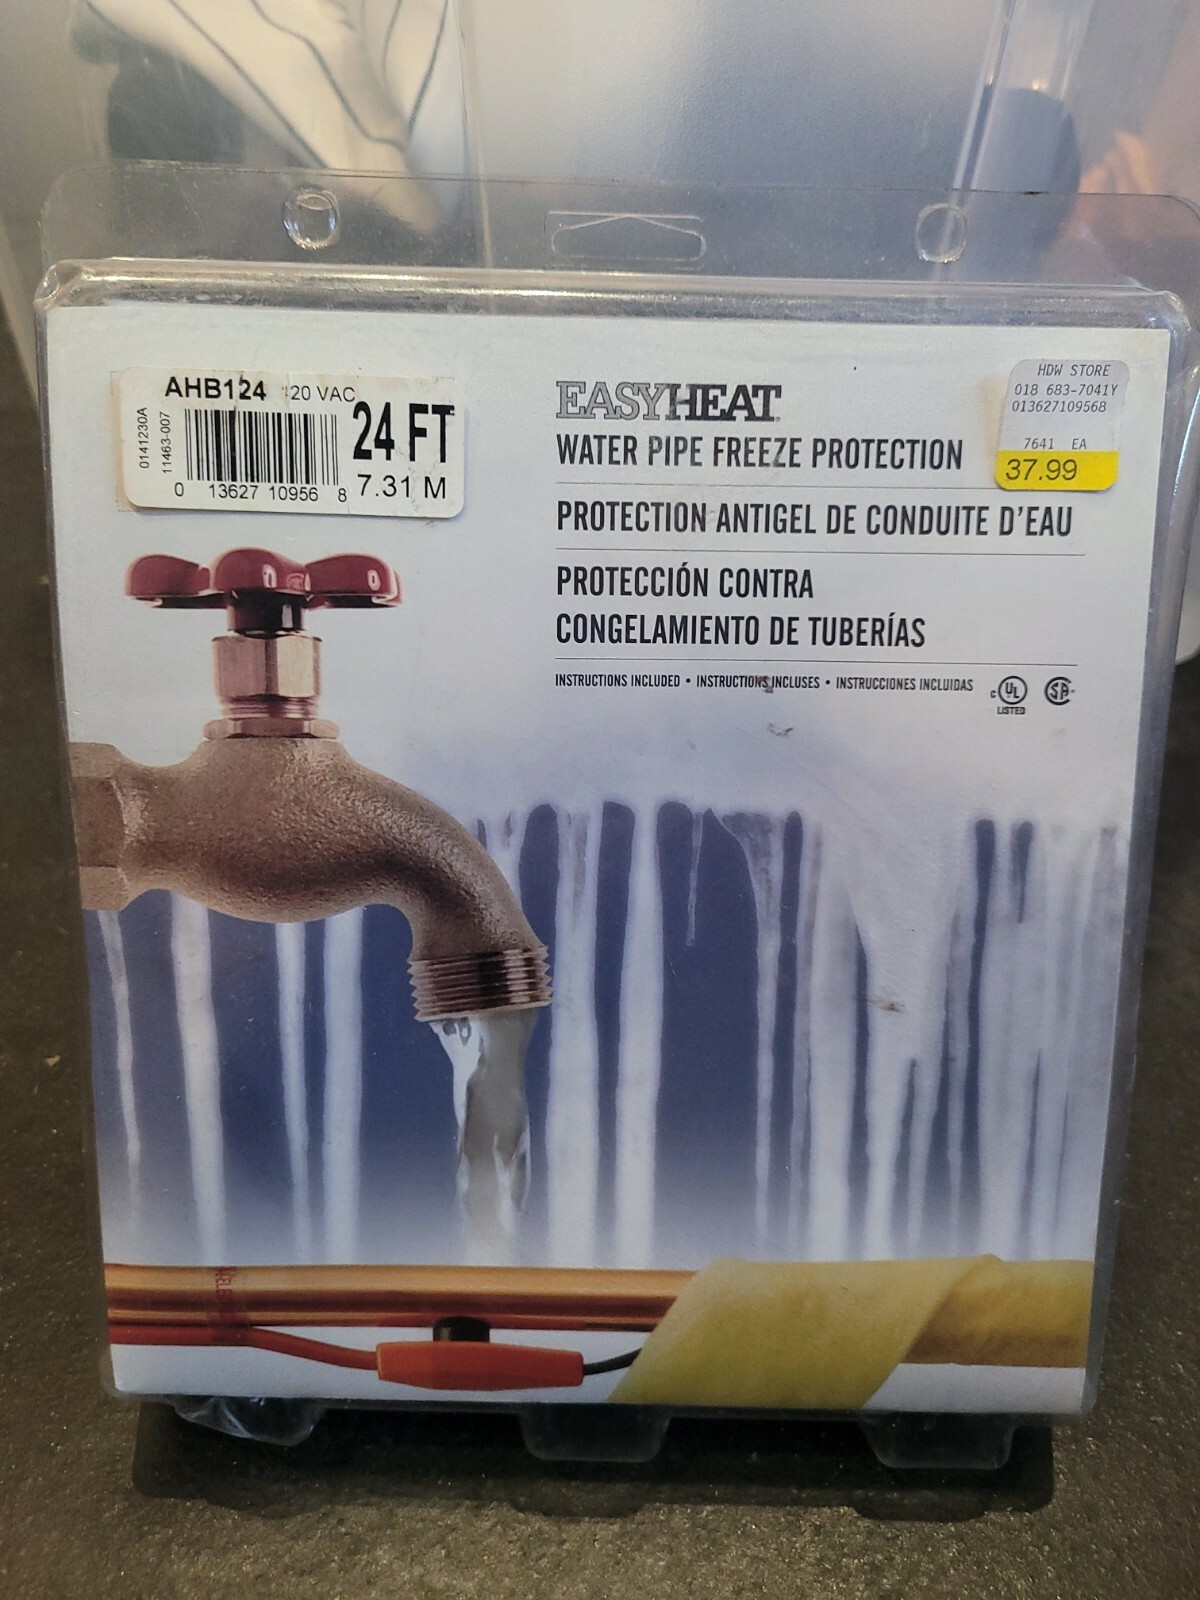 AHB124 120 VAC
0141230A
11463-007
24 FT
7.31 M
0 13627 10956 8
EASYHEAT
WATER PIPE FREEZE PROTECTION
PROTECTION ANTIGEL DE CONDUITE D'EAU
PROTECCIÓN CONTRA
CONGELAMIENTO DE TUBERÍAS
INSTRUCTIONS INCLUDED • INSTRUCTIONS INCLUSES • INSTRUCCIONES INCLUIDAS
c UL
LISTED
SA
HDW STORE
018 683-7041Y
013627109568
7641 EA
37.99